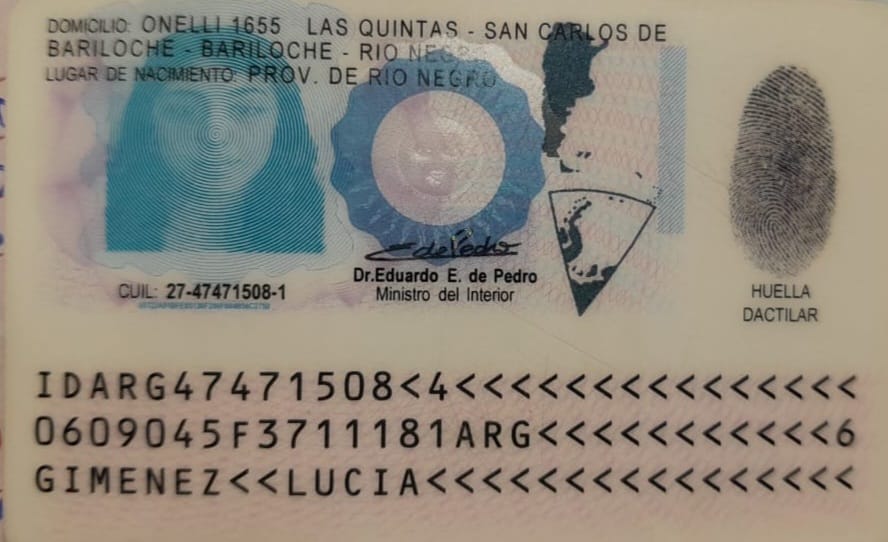 DOMICILIO: ONELLI 1655 LAS QUINTAS - SAN CARLOS DE
BARILOCHE - BARILOCHE - RIO NEGRO
LUGAR DE NACIMIENTO: PROV. DE RIO NEGRO
EdePedro
Dr.Eduardo E. de Pedro
Ministro del Interior
CUIL: 27-47471508-1
HUELLA
DACTILAR
IDARG47471508<4<<<<<<<<<<<<<<<
0609045F3711181ARG<<<<<<<<<<<6
GIMENEZ<<LUCIA<<<<<<<<<<<<<<<<